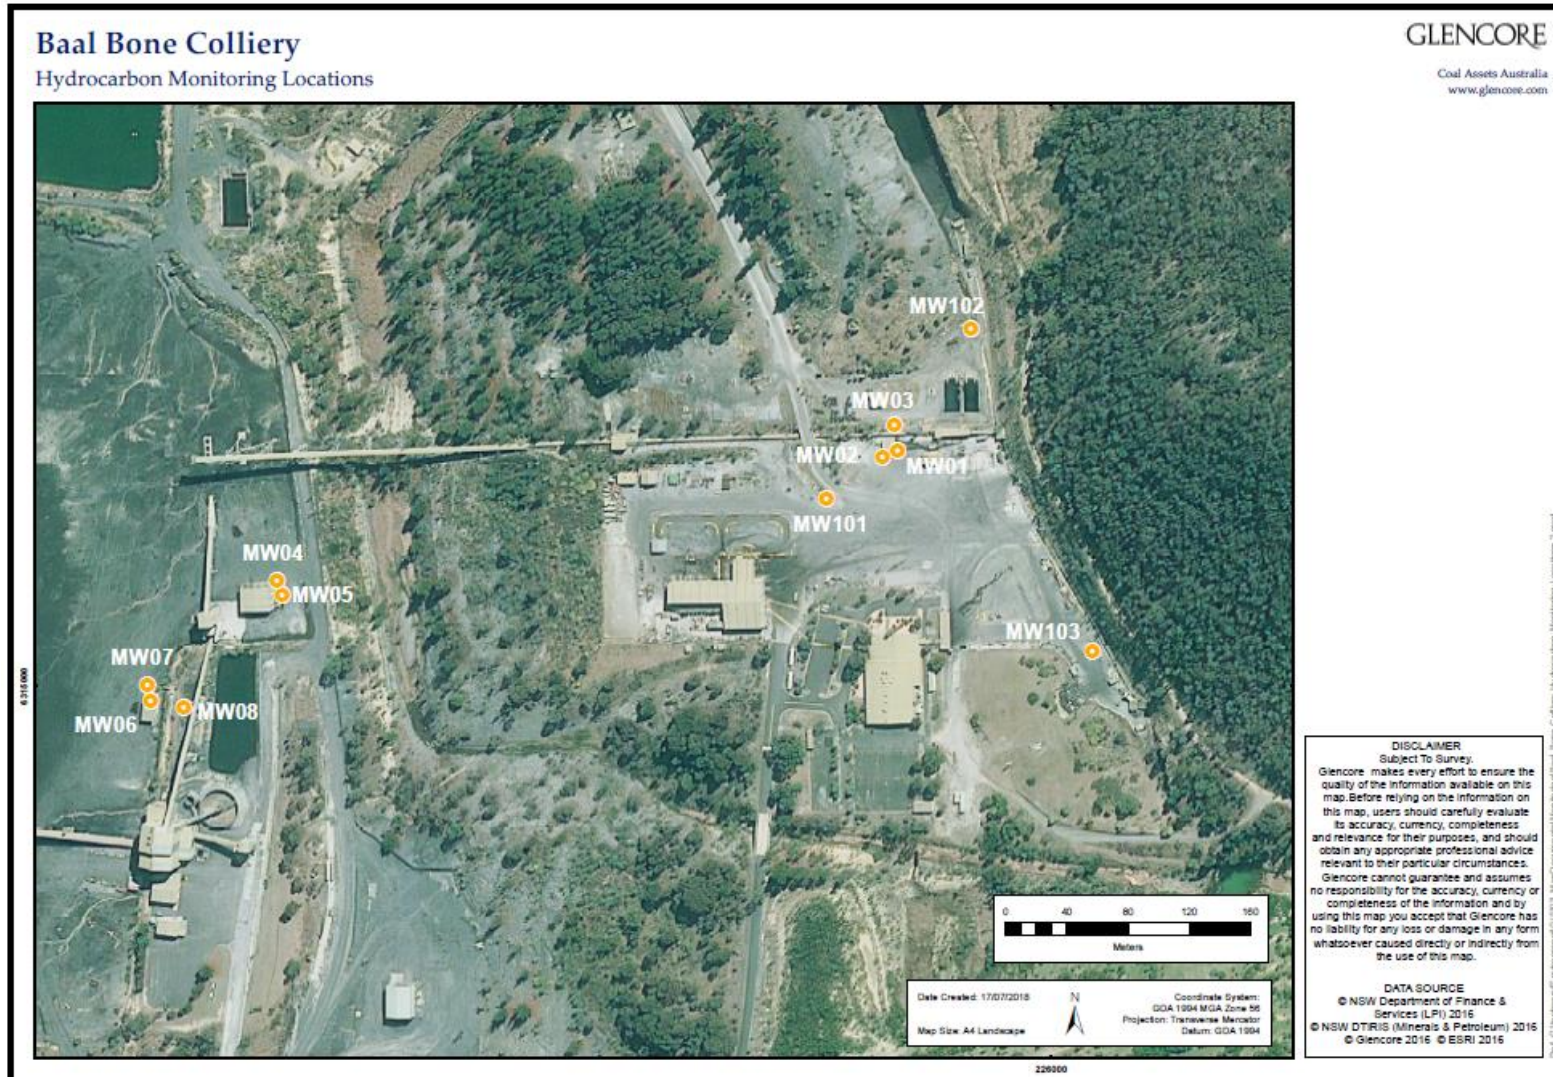 Baal Bone Colliery
Hydrocarbon Monitoring Locations
GLENCORE
Coal Assets Australia
www.glencore.com
MW102
MW03
MW02
MW01
MW101
MW04
MW05
MW103
MW07
MW06
MW08
6315000
0 40 80 120 160
Meters
Date Created: 17/07/2018
Map Size: A4 Landscape
N
Coordinate System:
GDA 1994 MGA Zone 56
Projection: Transverse Mercator
Datum: GDA 1994
226000
DISCLAIMER
Subject To Survey.
Glencore makes every effort to ensure the
quality of the information available on this
map.Before relying on the information on
this map, users should carefully evaluate
its accuracy, currency, completeness
and relevance for their purposes, and should
obtain any appropriate professional advice
relevant to their particular circumstances.
Glencore cannot guarantee and assumes
no responsibility for the accuracy, currency or
completeness of the information and by
using this map you accept that Glencore has
no liability for any loss or damage in any form
whatsoever caused directly or indirectly from
the use of this map.
DATA SOURCE
© NSW Department of Finance &
Services (LPI) 2016
© NSW DTIRIS (Minerals & Petroleum) 2016
© Glencore 2016 © ESRI 2016